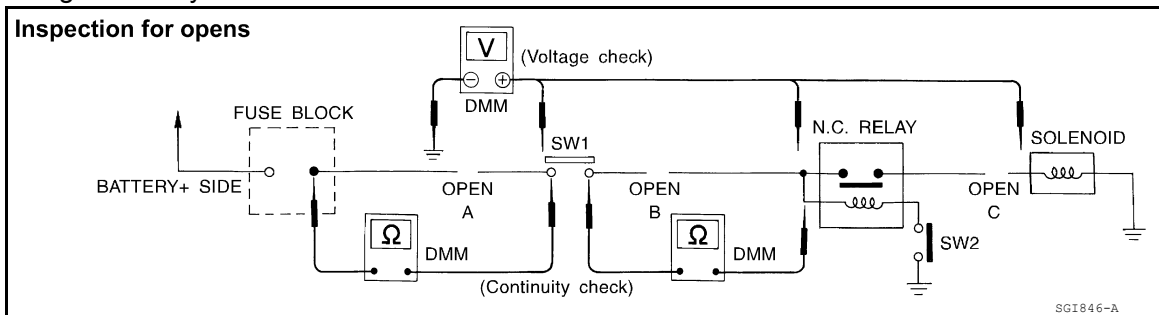 Inspection for opens
V
(Voltage check)
DMM
FUSE BLOCK
BATTERY+ SIDE
OPEN
A
SW1
OPEN
B
N.C. RELAY
SOLENOID
OPEN
C
SW2
Ω
DMM
Ω
DMM
(Continuity check)
SGI846-A